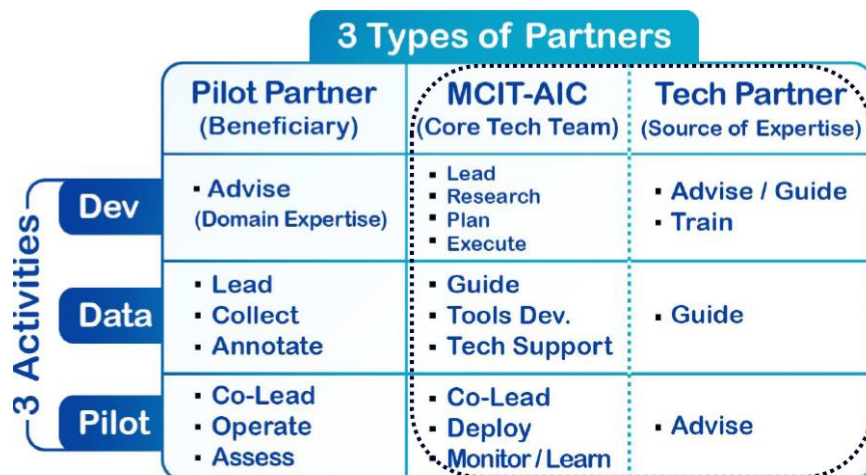 3 Types of Partners
Pilot Partner
(Beneficiary)
MCIT-AIC
(Core Tech Team)
Tech Partner
(Source of Expertise)
3 Activities
Dev
▪ Advise
(Domain Expertise)
▪ Lead
▪ Research
▪ Plan
▪ Execute
▪ Advise / Guide
▪ Train
Data
▪ Lead
▪ Collect
▪ Annotate
▪ Guide
▪ Tools Dev.
▪ Tech Support
▪ Guide
Pilot
▪ Co-Lead
▪ Operate
▪ Assess
▪ Co-Lead
▪ Deploy
▪ Monitor / Learn
▪ Advise